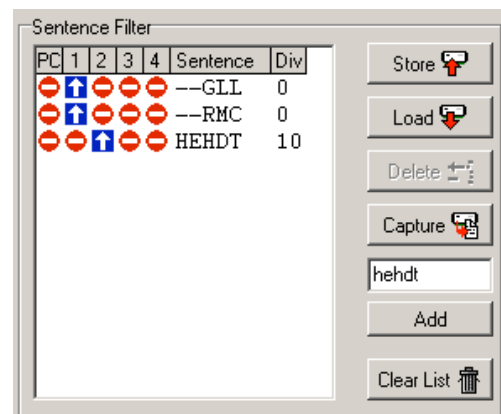 Sentence Filter
PC 1 2 3 4 Sentence Div
--GLL 0
--RMC 0
HEHDT 10
Store
Load
Delete
Capture
hehdt
Add
Clear List